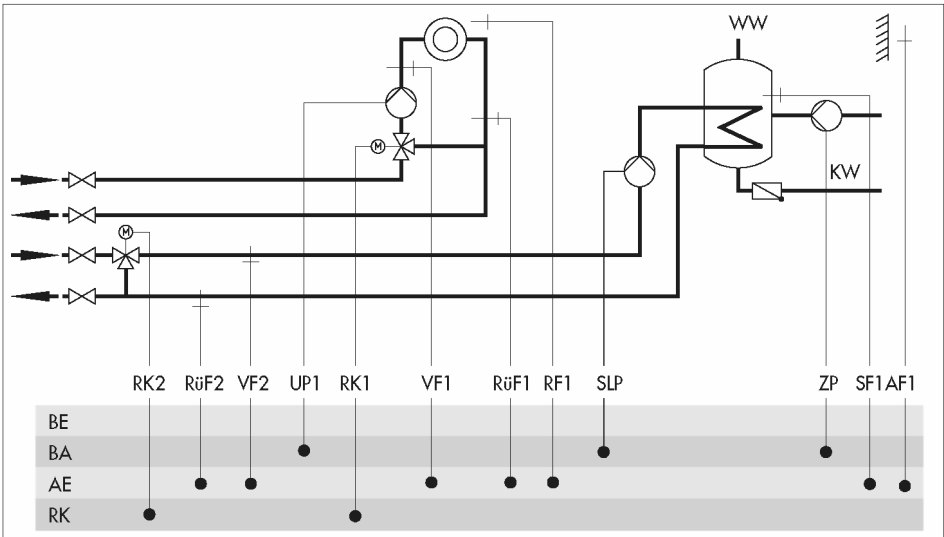 WW
M
KW
M
RK2 RüF2 VF2 UP1 RK1 VF1 RüF1 RF1 SLP ZP SF1 AF1
BE
BA
AE
RK